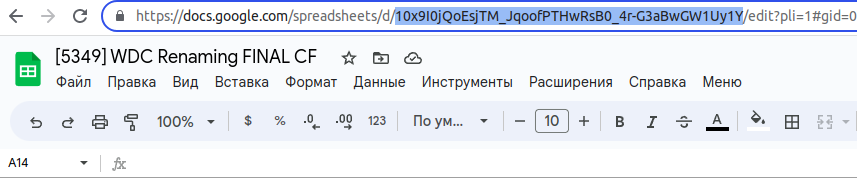 https://docs.google.com/spreadsheets/d/10x9I0jQoEsjTM_JqoofPTHwRsB0_4r-G3aBwGW1Uy1Y/edit?pli=1#gid=0
[5349] WDC Renaming FINAL CF
Файл Правка Вид Вставка Формат Данные Инструменты Расширения Справка Меню
100% $ % .0 .00 123 По ум... 10 B I S A
A14 fx